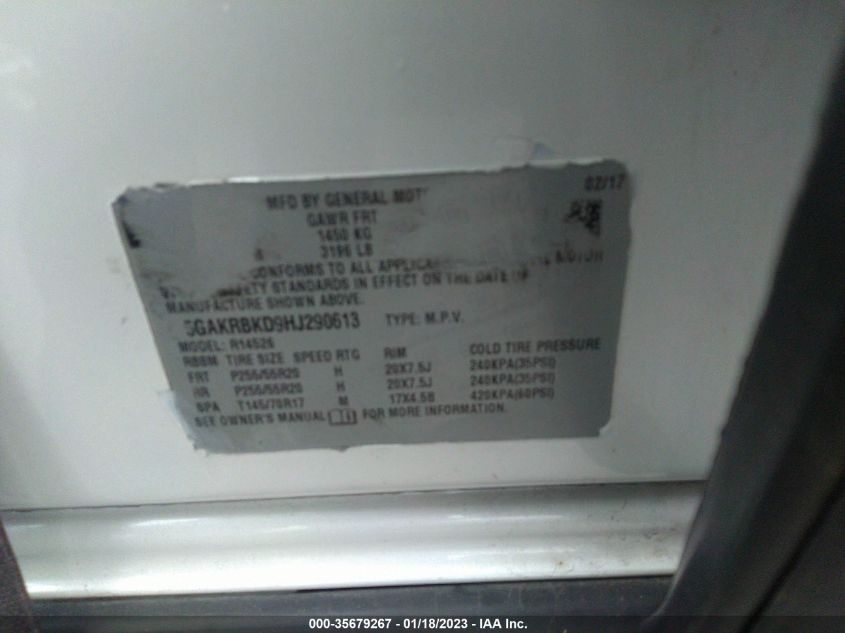 02/17
MFD BY GENERAL MOT
GAWR FRT
1450 KG
3196 LB
CONFORMS TO ALL APPLICA MOTOR
SAFETY STANDARDS IN EFFECT ON THE DATE OF
MANUFACTURE SHOWN ABOVE.
5GAKRBKD9HJ290613 TYPE: M.P.V.
MODEL: R14526
TIRE SIZE SPEED RTG RIM COLD TIRE PRESSURE
FRT P255/55R20 H 20X7.5J 240KPA(35PSI)
RR P255/55R20 H 20X7.5J 240KPA(35PSI)
SPA T145/70R17 M 17X4.5B 420KPA(60PSI)
SEE OWNER'S MANUAL FOR MORE INFORMATION.
000-35679267 - 01/18/2023 - IAA Inc.